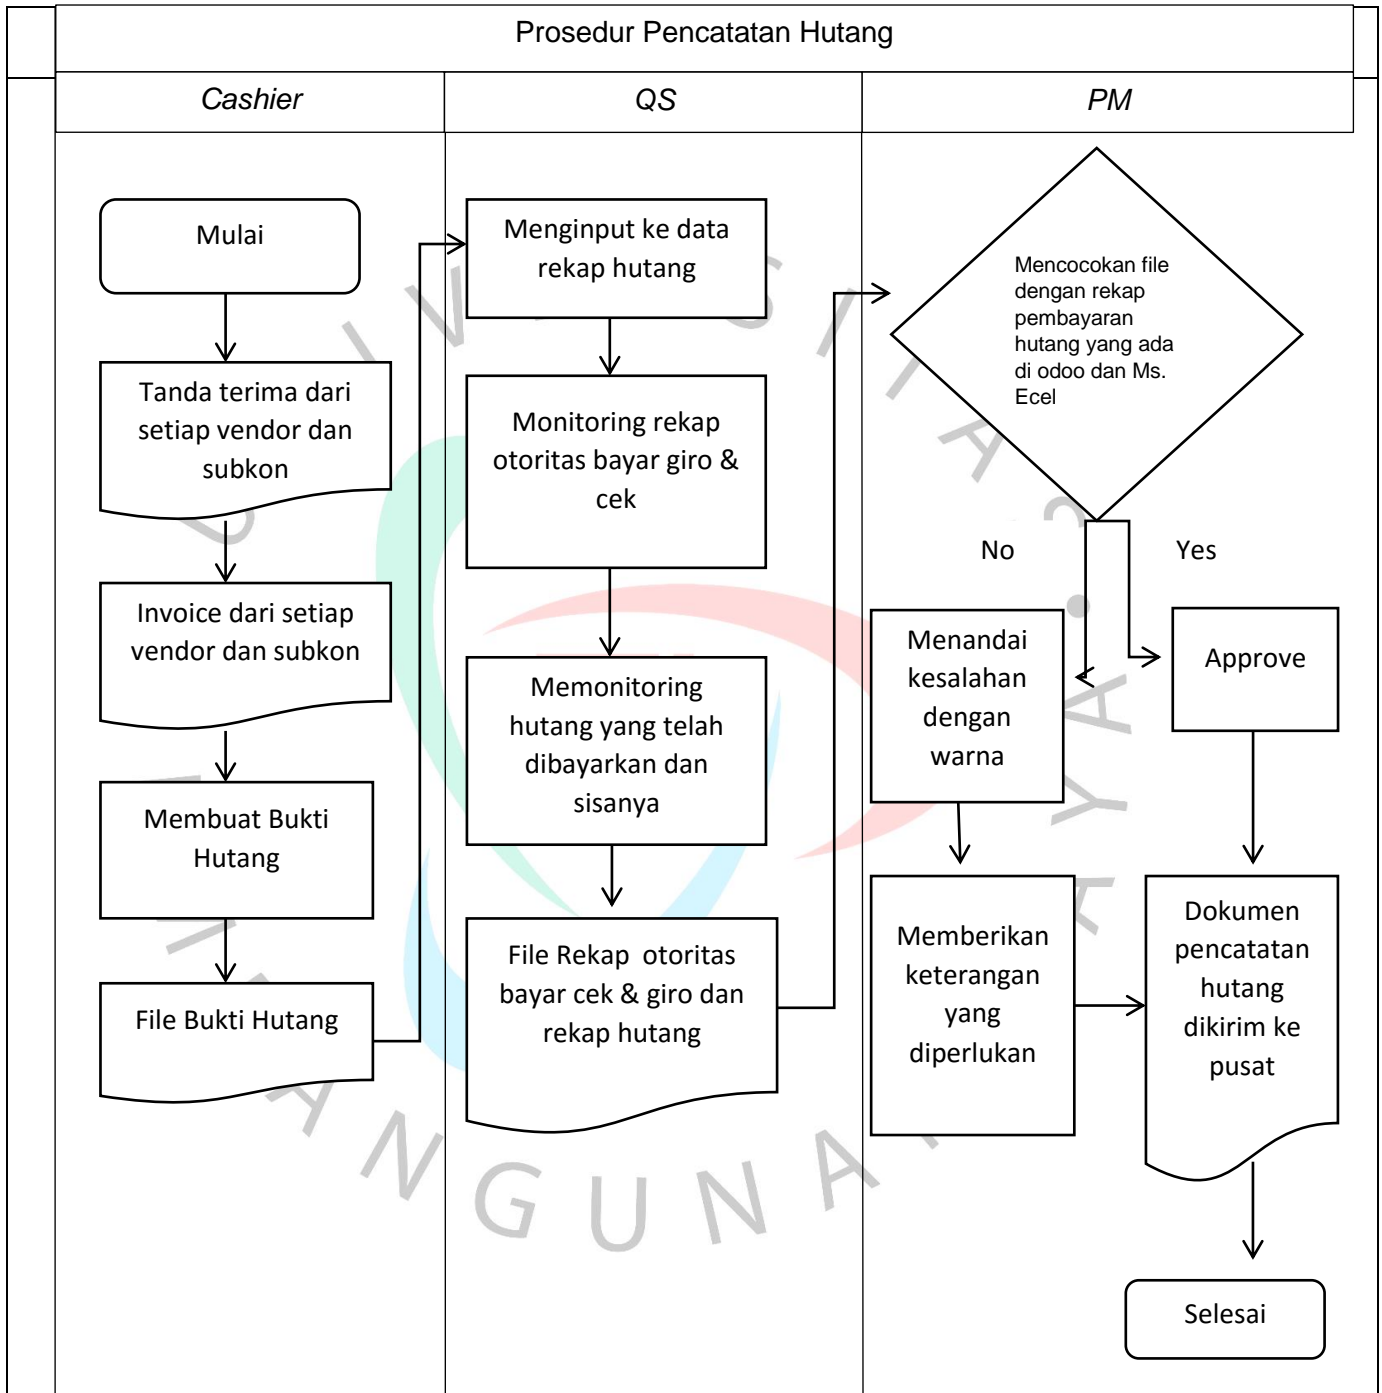 Prosedur Pencatatan Hutang
Cashier
QS
PM
Mulai
Tanda terima dari
setiap vendor dan
subkon
Invoice dari setiap
vendor dan subkon
Membuat Bukti
Hutang
File Bukti Hutang
Menginput ke data
rekap hutang
Monitoring rekap
otoritas bayar giro &
cek
Memonitoring
hutang yang telah
dibayarkan dan
sisanya
File Rekap otoritas
bayar cek & giro dan
rekap hutang
Mencocokan file
dengan rekap
pembayaran
hutang yang ada
di odoo dan Ms.
Ecel
No
Yes
Menandai
kesalahan
dengan
warna
Approve
Memberikan
keterangan
yang
diperlukan
Dokumen
pencatatan
hutang
dikirim ke
pusat
Selesai